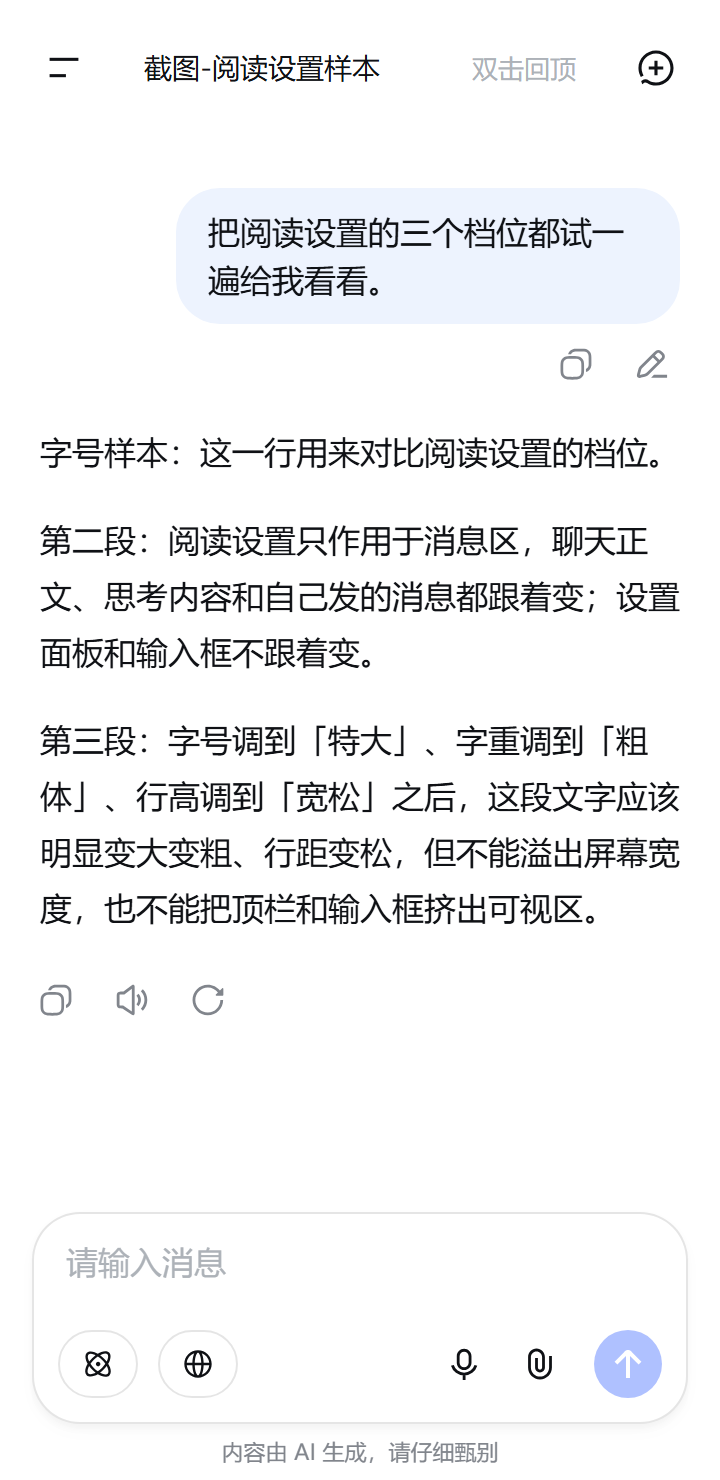 截图-阅读设置样本
双击回顶
把阅读设置的三个档位都试一
遍给我看看。
字号样本：这一行用来对比阅读设置的档位。
第二段：阅读设置只作用于消息区，聊天正
文、思考内容和自己发的消息都跟着变；设置
面板和输入框不跟着变。
第三段：字号调到「特大」、字重调到「粗
体」、行高调到「宽松」之后，这段文字应该
明显变大变粗、行距变松，但不能溢出屏幕宽
度，也不能把顶栏和输入框挤出可视区。
请输入消息
内容由 AI 生成，请仔细甄别